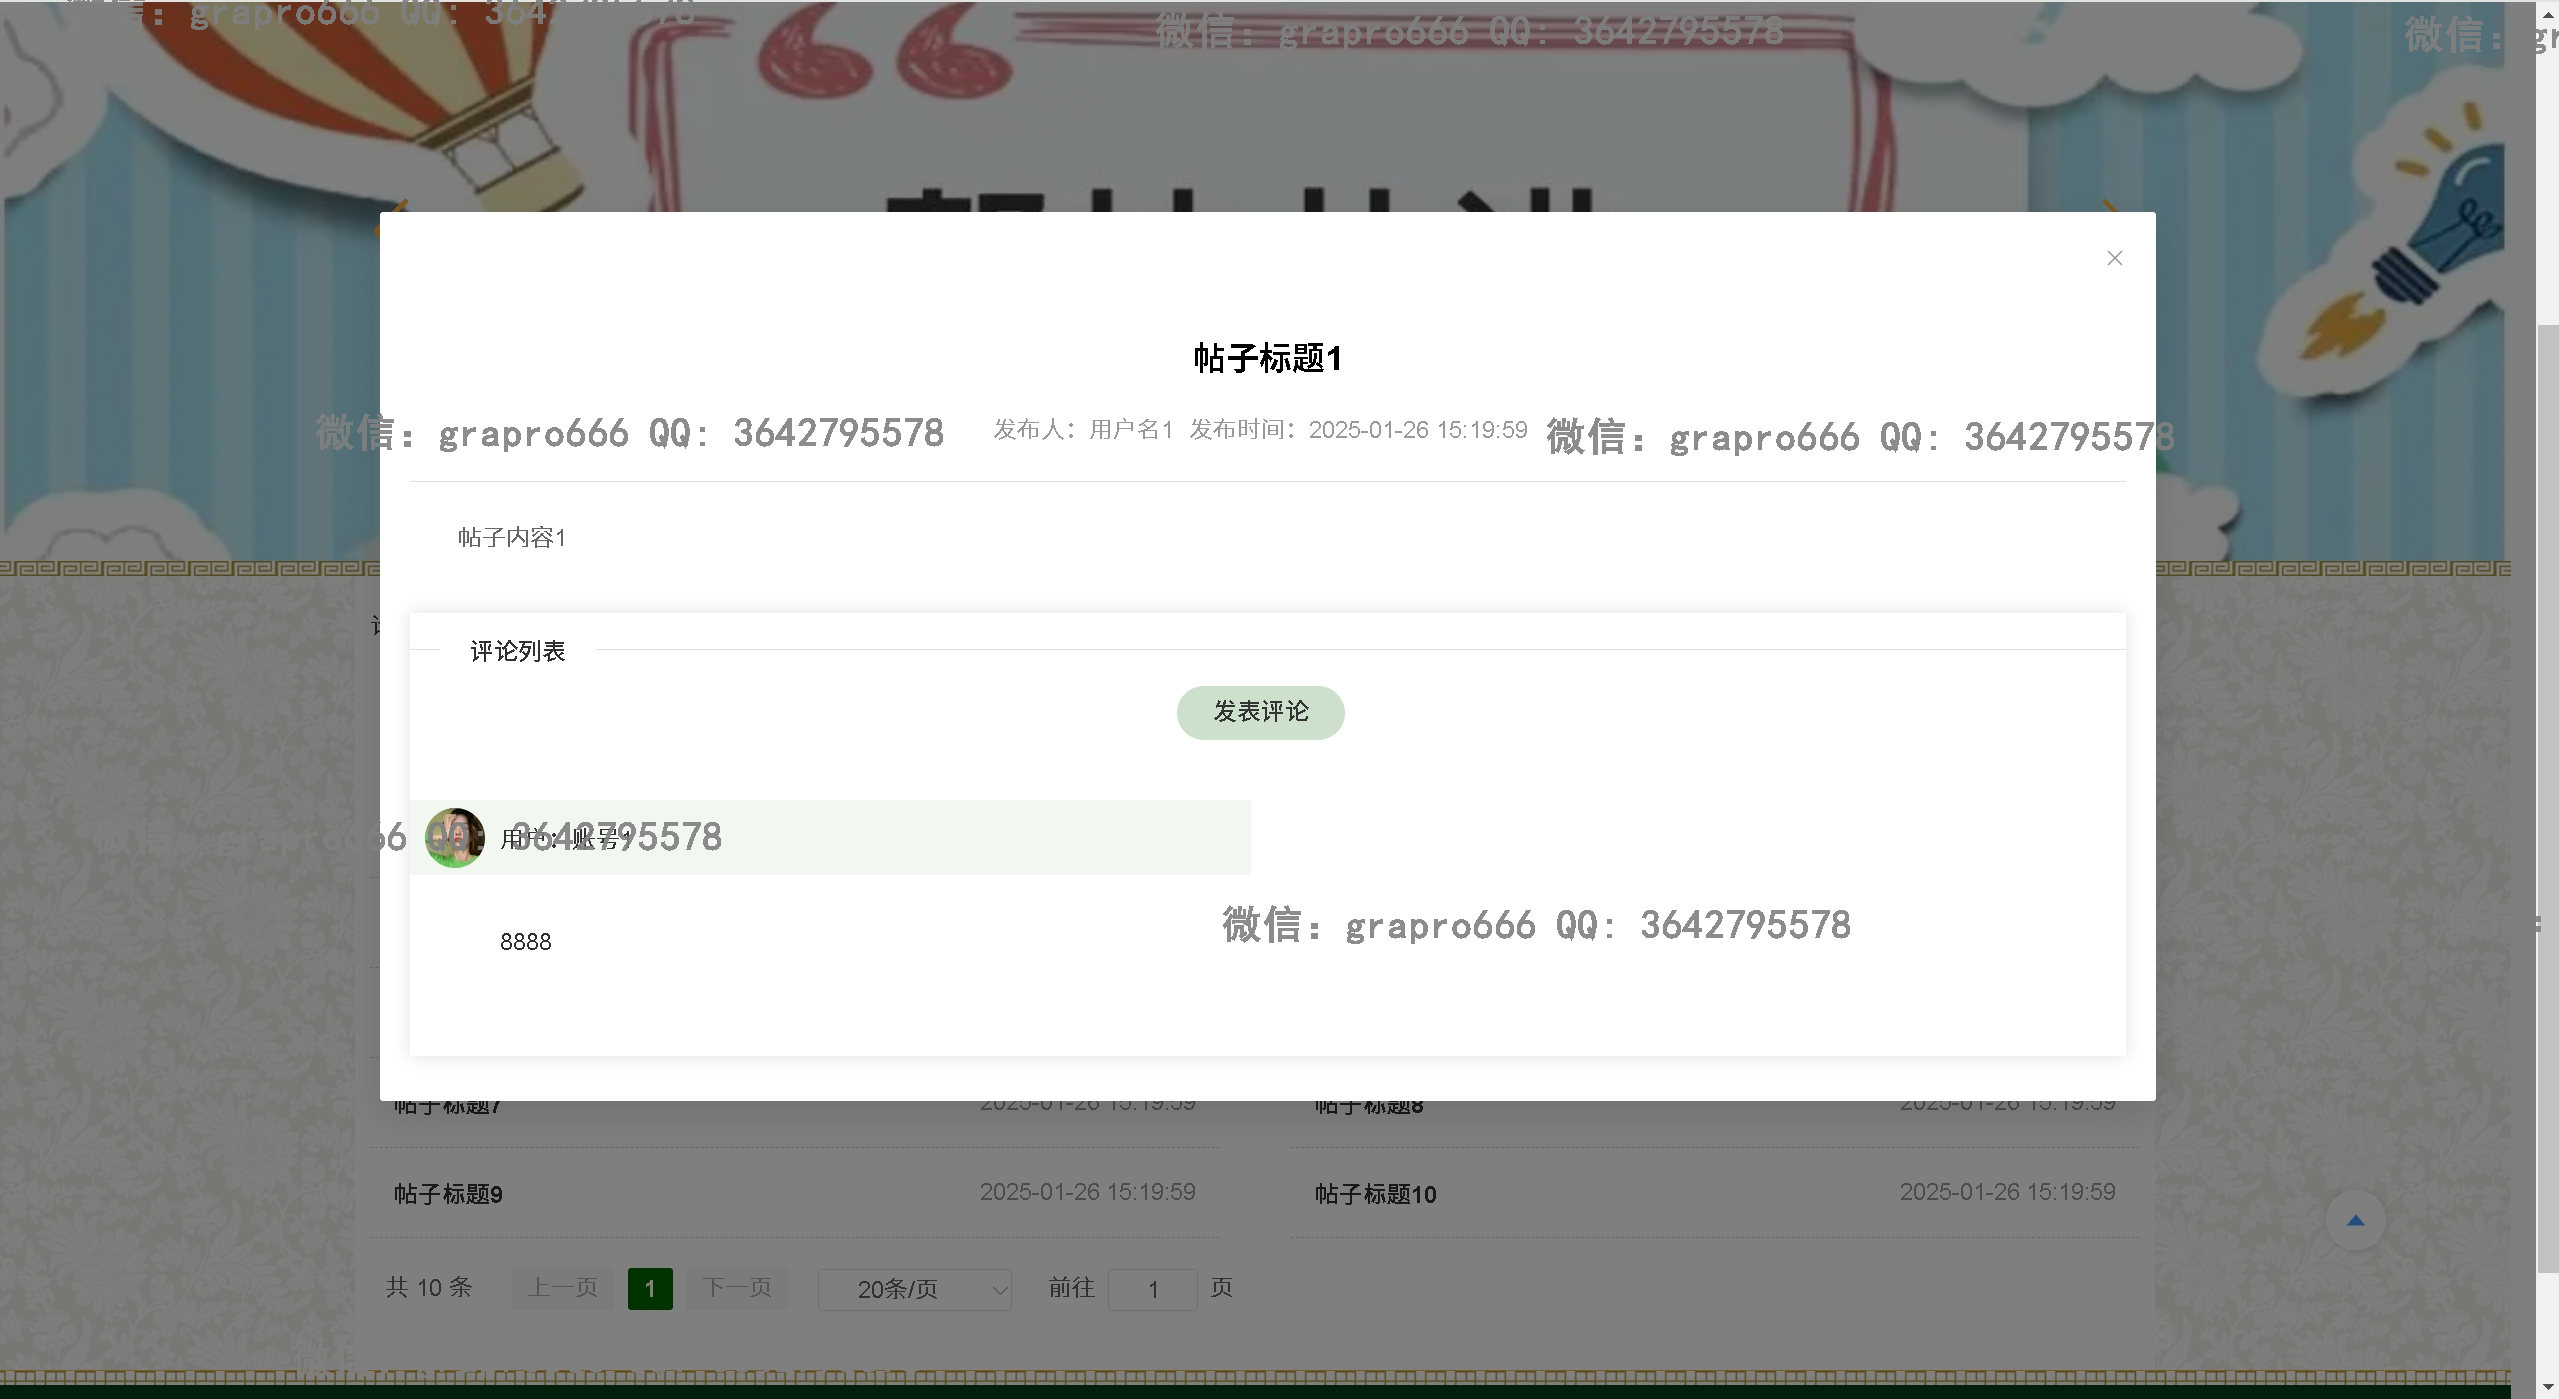 微信: grapro666 QQ: 3642795578
微信: gr
帖子标题1
微信: grapro666 QQ: 3642795578
发布人：用户名1 发布时间：2025-01-26 15:19:59
微信: grapro666 QQ: 3642795578
帖子内容1
评论列表
发表评论
用户：账号1
66 QQ: 3642795578
微信: grapro666 QQ: 3642795578
8888
帖子标题7 2025-01-26 15:19:59
帖子标题8 2025-01-26 15:19:59
帖子标题9 2025-01-26 15:19:59
帖子标题10 2025-01-26 15:19:59
共 10 条 上一页 1 下一页 20条/页 前往 1 页